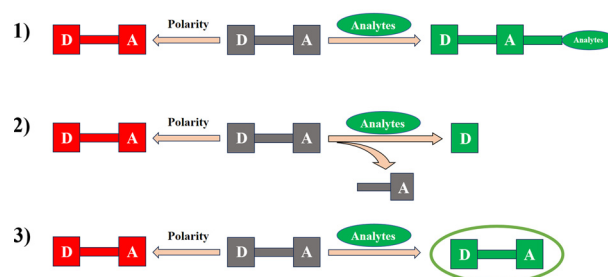 1) D A Polarity D A Analytes D A Analytes
2) D A Polarity D A Analytes D
A
3) D A Polarity D A Analytes D A